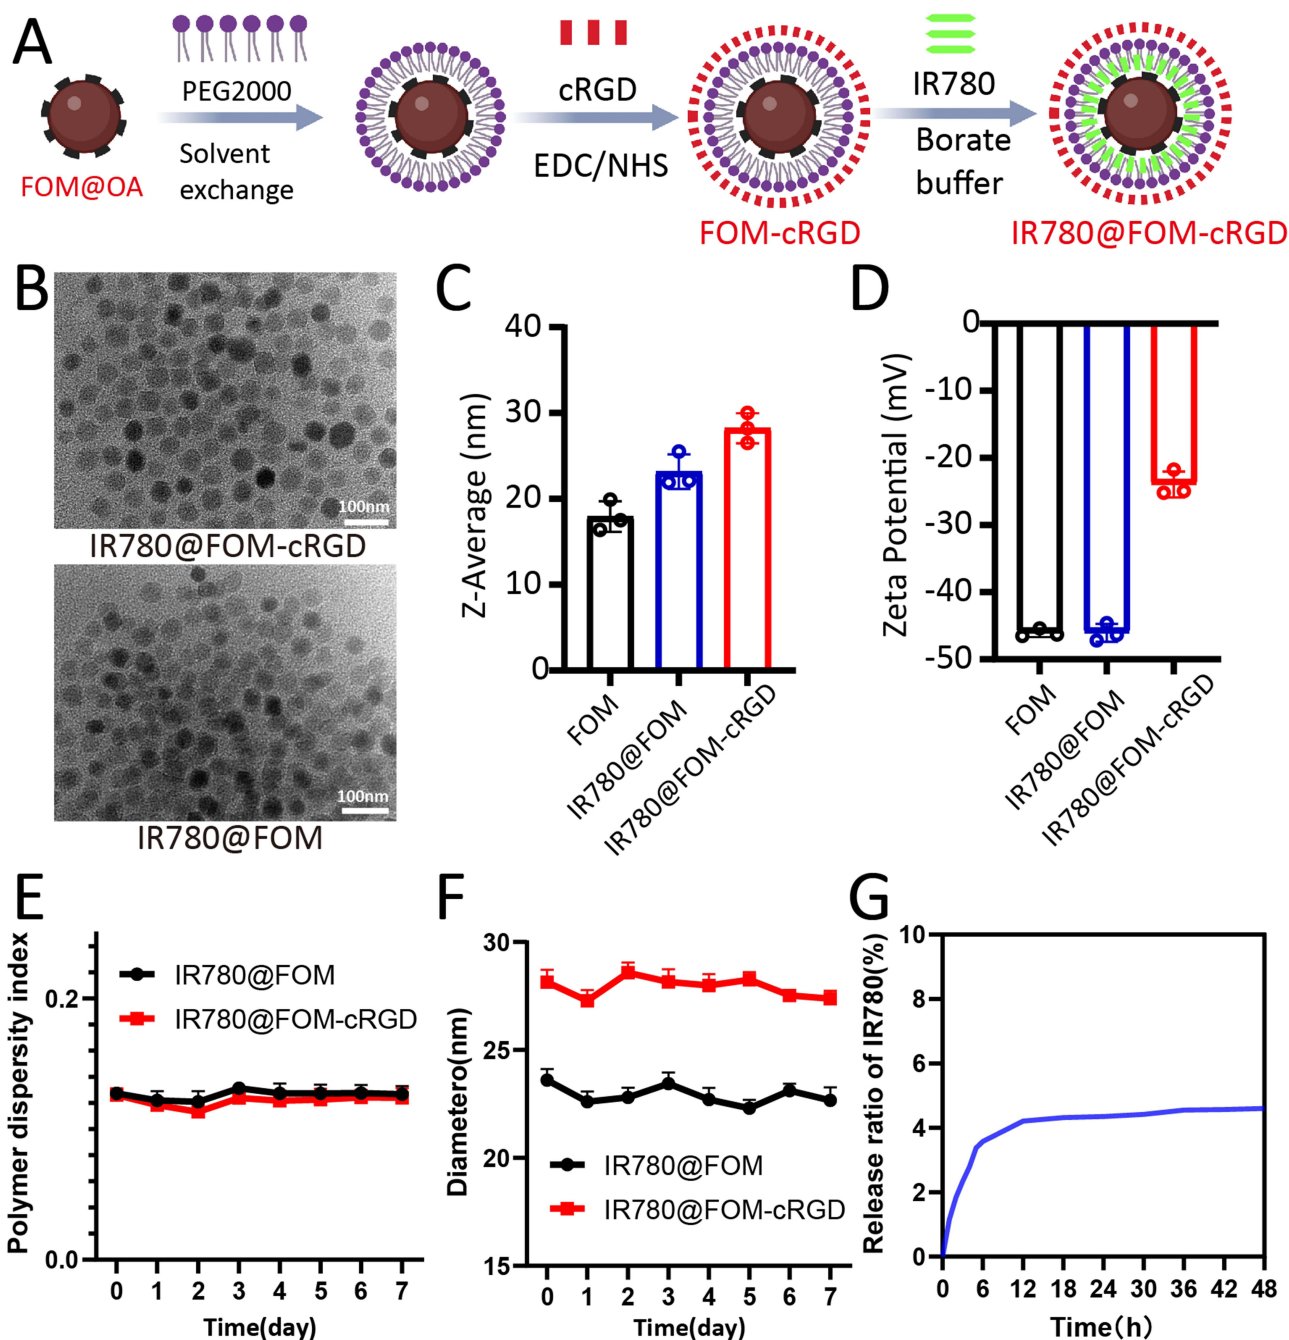 A
PEG2000
Solvent
exchange
FOM@OA
cRGD
EDC/NHS
FOM-cRGD
IR780
Borate
buffer
IR780@FOM-cRGD
B
100nm
IR780@FOM-cRGD
100nm
IR780@FOM
C
Z-Average (nm)
40
30
20
10
0
FOM
IR780@FOM
IR780@FOM-cRGD
D
Zeta Potential (mV)
0
-10
-20
-30
-40
-50
FOM
IR780@FOM
IR780@FOM-cRGD
E
Polymer dispersity index
0.2
0.0
IR780@FOM
IR780@FOM-cRGD
0 1 2 3 4 5 6 7
Time(day)
F
Diametero(nm)
30
25
20
15
IR780@FOM
IR780@FOM-cRGD
0 1 2 3 4 5 6 7
Time(day)
G
Release ratio of IR780(%)
10
8
6
4
2
0
0 6 12 18 24 30 36 42 48
Time(h)